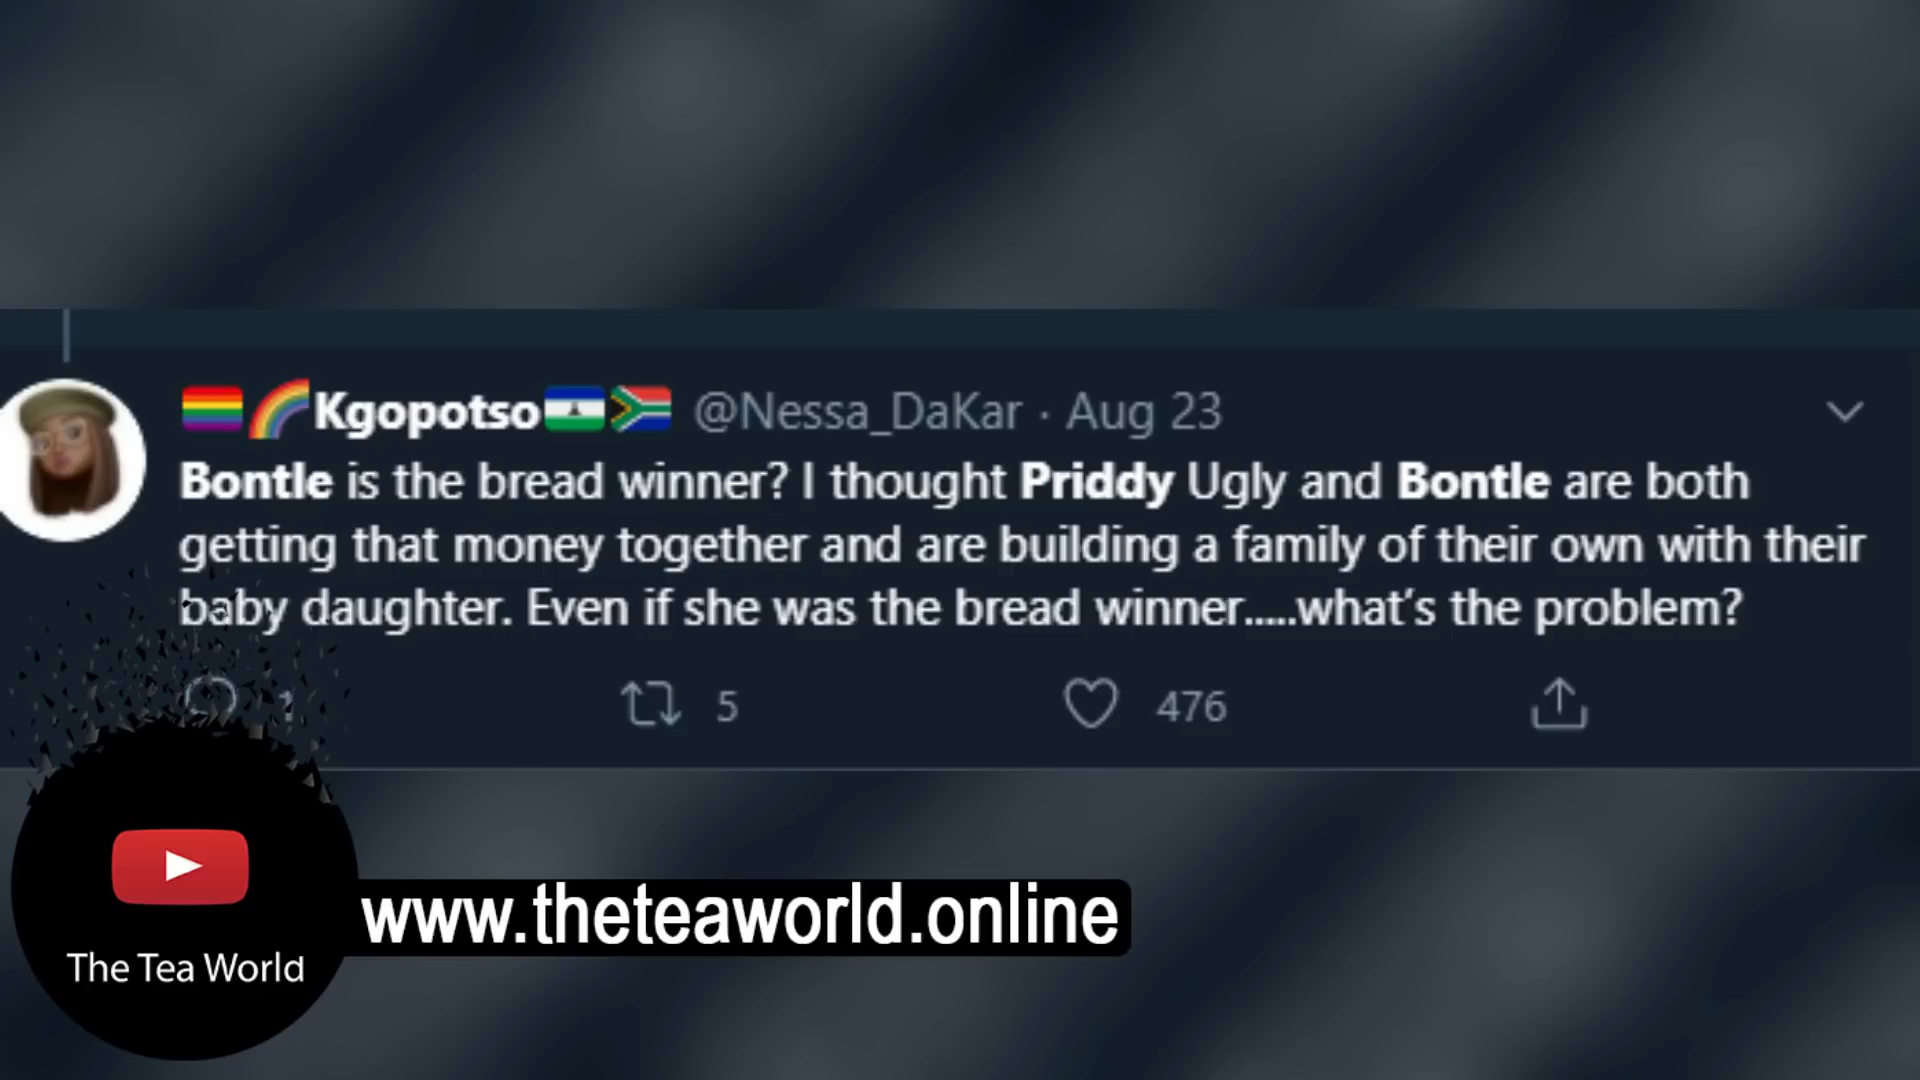 Kgopotso @Nessa_DaKar · Aug 23
Bontle is the bread winner? I thought Priddy Ugly and Bontle are both
getting that money together and are building a family of their own with their
baby daughter. Even if she was the bread winner.....what's the problem?
1 5 476
www.theteaworld.online
The Tea World